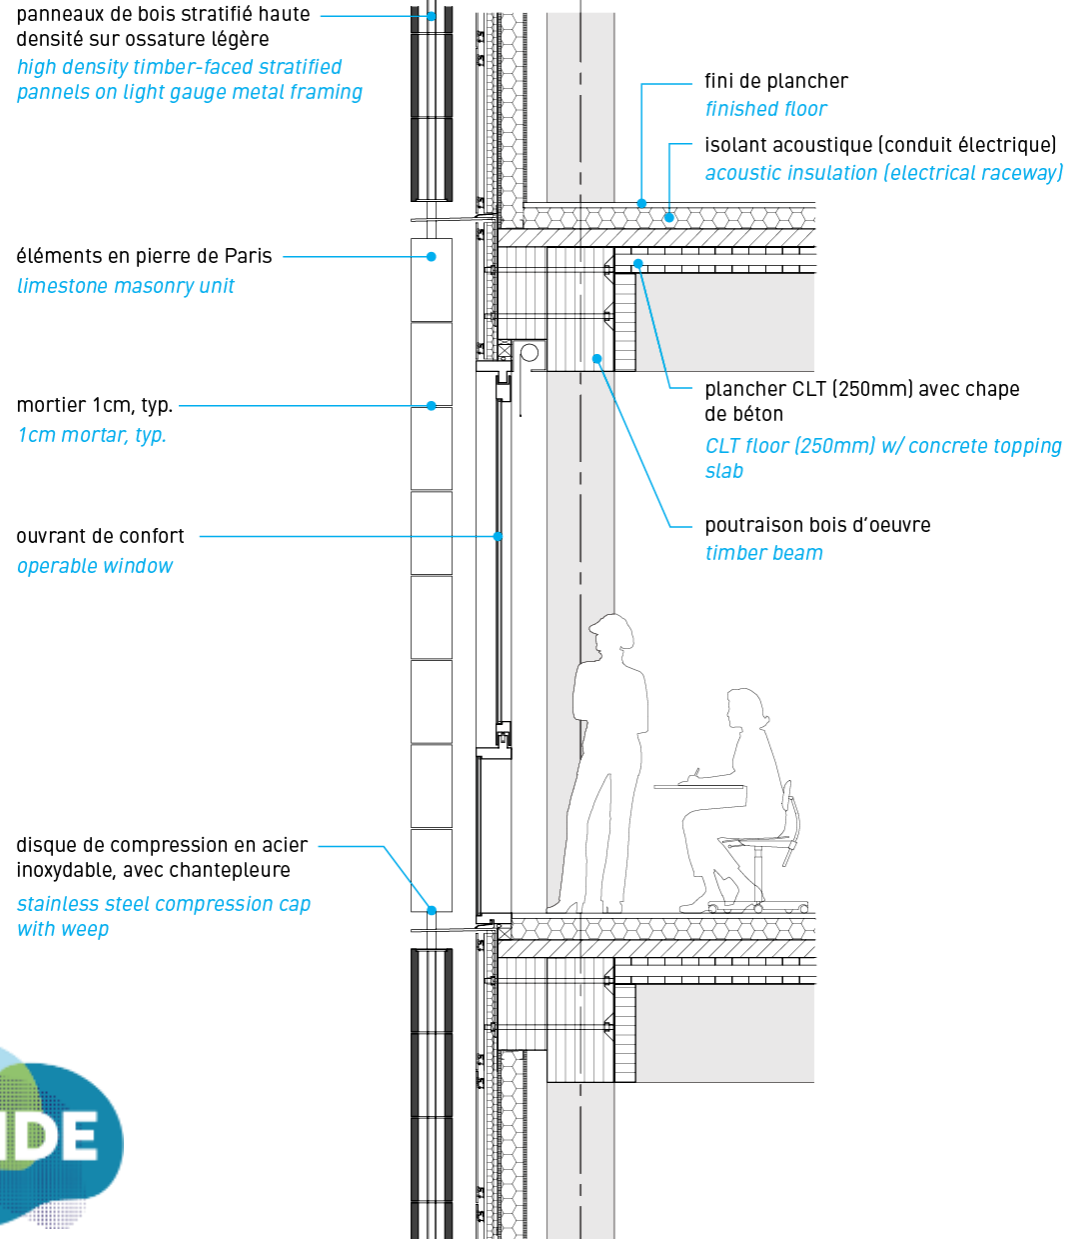 panneaux de bois stratifié haute
densité sur ossature légère
high density timber-faced stratified
pannels on light gauge metal framing
éléments en pierre de Paris
limestone masonry unit
mortier 1cm, typ.
1cm mortar, typ.
ouvrant de confort
operable window
disque de compression en acier
inoxydable, avec chantepleure
stainless steel compression cap
with weep
fini de plancher
finished floor
isolant acoustique (conduit électrique)
acoustic insulation (electrical raceway)
plancher CLT (250mm) avec chape
de béton
CLT floor (250mm) w/ concrete topping
slab
poutraison bois d'oeuvre
timber beam